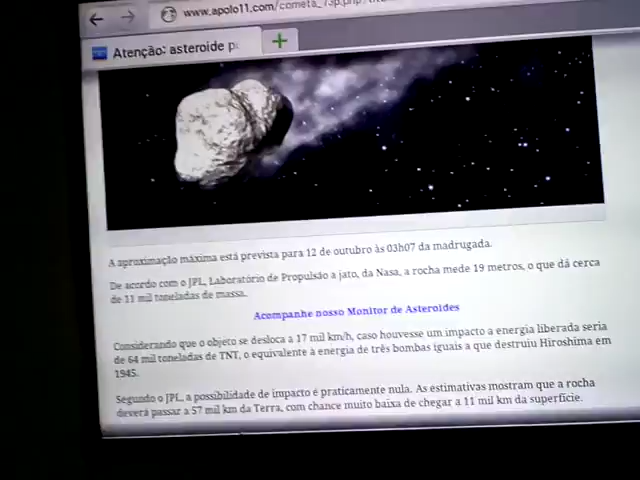 www.apolo11.com/cometa_73p.php?
Atenção: asteroide p
A aproximação máxima está prevista para 12 de outubro às 03h07 da madrugada.
De acordo com o JPL, Laboratório de Propulsão a jato, da Nasa, a rocha mede 19 metros, o que dá cerca
de 11 mil toneladas de massa.
Acompanhe nosso Monitor de Asteroides
Considerando que o objeto se desloca a 17 mil km/h, caso houvesse um impacto a energia liberada seria
de 64 mil toneladas de TNT, o equivalente à energia de três bombas iguais a que destruiu Hiroshima em
1945.
Segundo o JPL, a possibilidade de impacto é praticamente nula. As estimativas mostram que a rocha
deverá passar a 57 mil km da Terra, com chance muito baixa de chegar a 11 mil km da superfície.